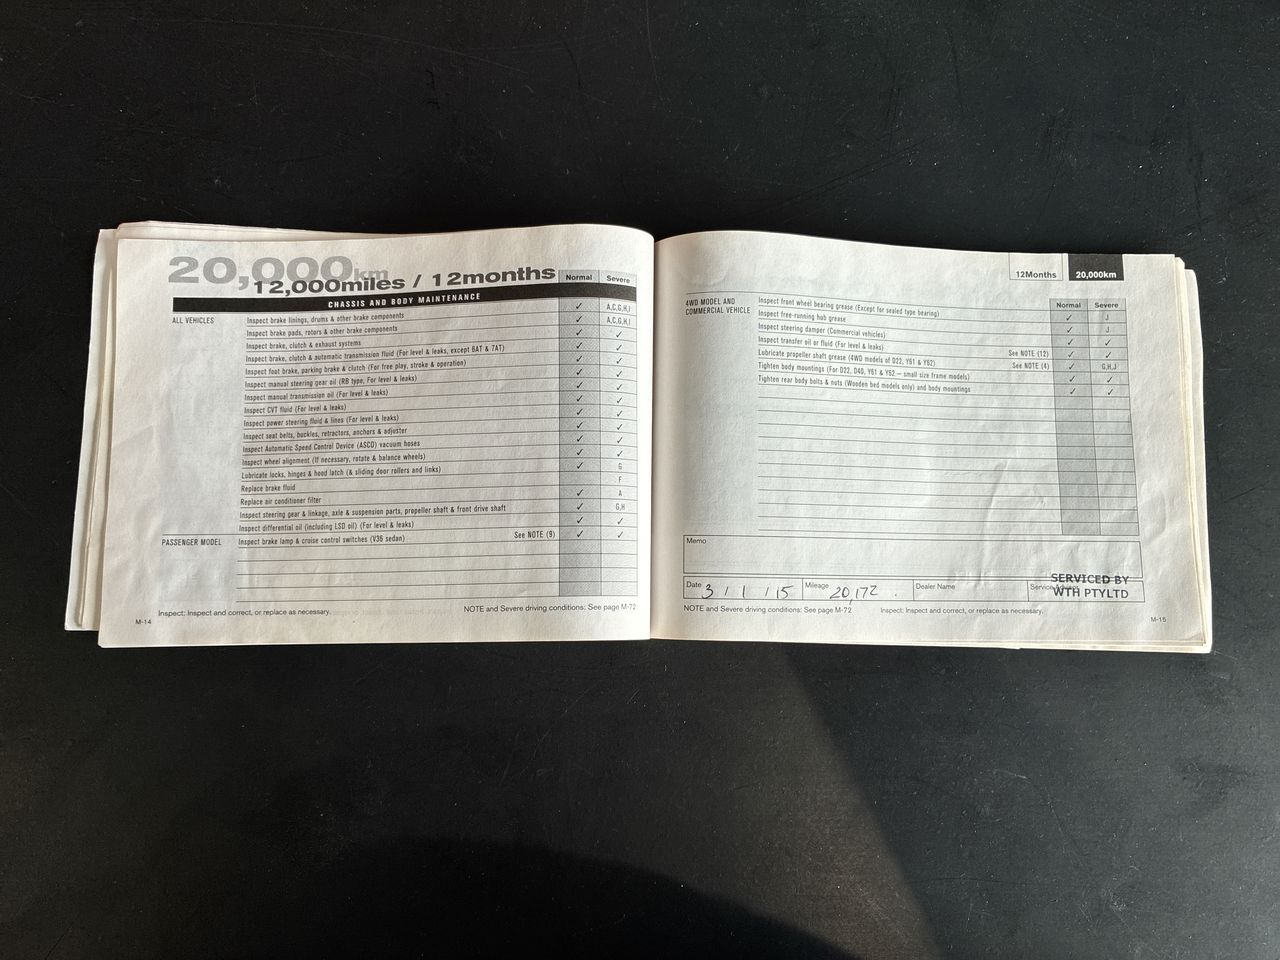 20,000km
12,000miles / 12months
Normal Severe
CHASSIS AND BODY MAINTENANCE
ALL VEHICLES Inspect brake linings, drums & other brake components ✓ A,C,G,H,I
Inspect brake pads, rotors & other brake components ✓ A,C,G,H,I
Inspect brake, clutch & exhaust systems ✓ ✓
Inspect brake, clutch & automatic transmission fluid (For level & leaks, except 6AT & 7AT) ✓ ✓
Inspect foot brake, parking brake & clutch (For free play, stroke & operation) ✓ ✓
Inspect manual steering gear oil (RB type, For level & leaks) ✓ ✓
Inspect manual transmission oil (For level & leaks) ✓ ✓
Inspect CVT fluid (For level & leaks) ✓ ✓
Inspect power steering fluid & lines (For level & leaks) ✓ ✓
Inspect seat belts, buckles, retractors, anchors & adjuster ✓ ✓
Inspect Automatic Speed Control Device (ASCD) vacuum hoses ✓ ✓
Inspect wheel alignment (If necessary, rotate & balance wheels) ✓ ✓
Lubricate locks, hinges & hood latch (& sliding door rollers and links) ✓ G
Replace brake fluid F
Replace air conditioner filter ✓ A
Inspect steering gear & linkage, axle & suspension parts, propeller shaft & front drive shaft ✓ G,H
Inspect differential oil (including LSD oil) (For level & leaks) ✓ ✓
PASSENGER MODEL Inspect brake lamp & cruise control switches (V36 sedan) See NOTE (9) ✓ ✓
Inspect: Inspect and correct, or replace as necessary. NOTE and Severe driving conditions: See page M-72
M-14
12Months 20,000km
Normal Severe
4WD MODEL AND
COMMERCIAL VEHICLE
Inspect front wheel bearing grease (Except for sealed type bearing) ✓ J
Inspect free-running hub grease ✓ J
Inspect steering damper (Commercial vehicles) ✓ ✓
Inspect transfer oil or fluid (For level & leaks) ✓ ✓
Lubricate propeller shaft grease (4WD models of D22, Y61 & Y62) See NOTE (12) ✓ G,H,J
Tighten body mountings (For D22, D40, Y61 & Y62 – small size frame models) See NOTE (4) ✓ ✓
Tighten rear body bolts & nuts (Wooden bed models only) and body mountings ✓ ✓
Memo
Date 3 / 1 / 15 Mileage 20,172 . Dealer Name Service Advisor
SERVICED BY
WTH PTYLTD
NOTE and Severe driving conditions: See page M-72 Inspect: Inspect and correct, or replace as necessary.
M-15